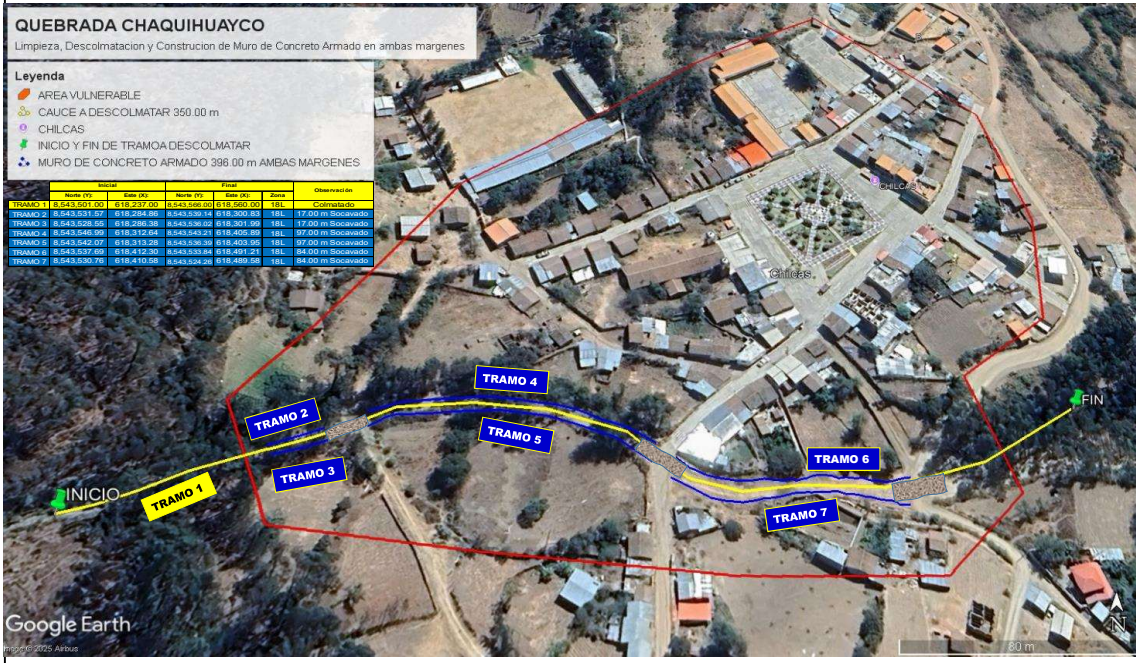 QUEBRADA CHAQUIHUAYCO
Limpieza, Descolmatacion y Construcion de Muro de Concreto Armado en ambas margenes
Leyenda
AREA VULNERABLE
CAUCE A DESCOLMATAR 350.00 m
CHILCAS
INICIO Y FIN DE TRAMOA DESCOLMATAR
MURO DE CONCRETO ARMADO 396.00 m AMBAS MARGENES
Inicial Final Observación
Norte (Y): Este (X): Norte (Y): Este (X): Zona
TRAMO 1 8,543,501.00 618,237.00 8,543,566.00 618,560.00 18L Colmatado
TRAMO 2 8,543,531.57 618,284.86 8,543,539.14 618,300.83 18L 17.00 m Socavado
TRAMO 3 8,543,528.55 618,286.38 8,543,536.02 618,301.99 18L 17.00 m Socavado
TRAMO 4 8,543,546.99 618,312.64 8,543,543.21 618,405.89 18L 97.00 m Socavado
TRAMO 5 8,543,542.07 618,313.28 8,543,536.39 618,403.95 18L 97.00 m Socavado
TRAMO 6 8,543,537.69 618,412.30 8,543,533.84 618,491.21 18L 84.00 m Socavado
TRAMO 7 8,543,530.76 618,410.58 8,543,524.26 618,489.58 18L 84.00 m Socavado
CHILCAS
Chilcas
TRAMO 4
FIN
TRAMO 2
TRAMO 5
TRAMO 6
TRAMO 3
INICIO
TRAMO 1
TRAMO 7
Google Earth
N
80 m
© 2025 Airbus